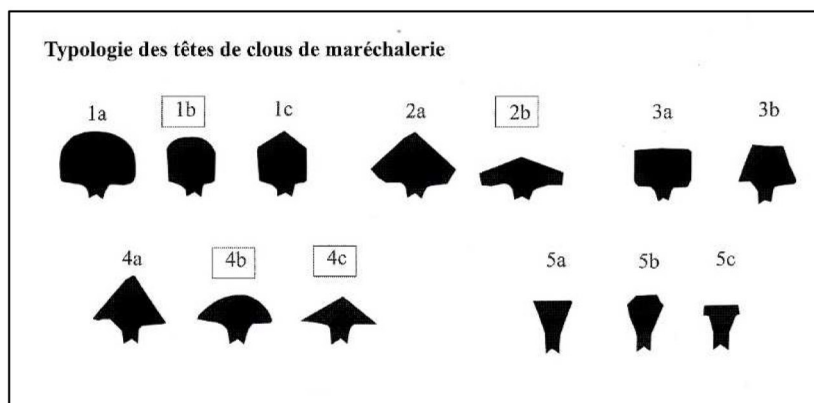 Typologie des têtes de clous de maréchalerie
1a 1b 1c 2a 2b 3a 3b
4a 4b 4c 5a 5b 5c